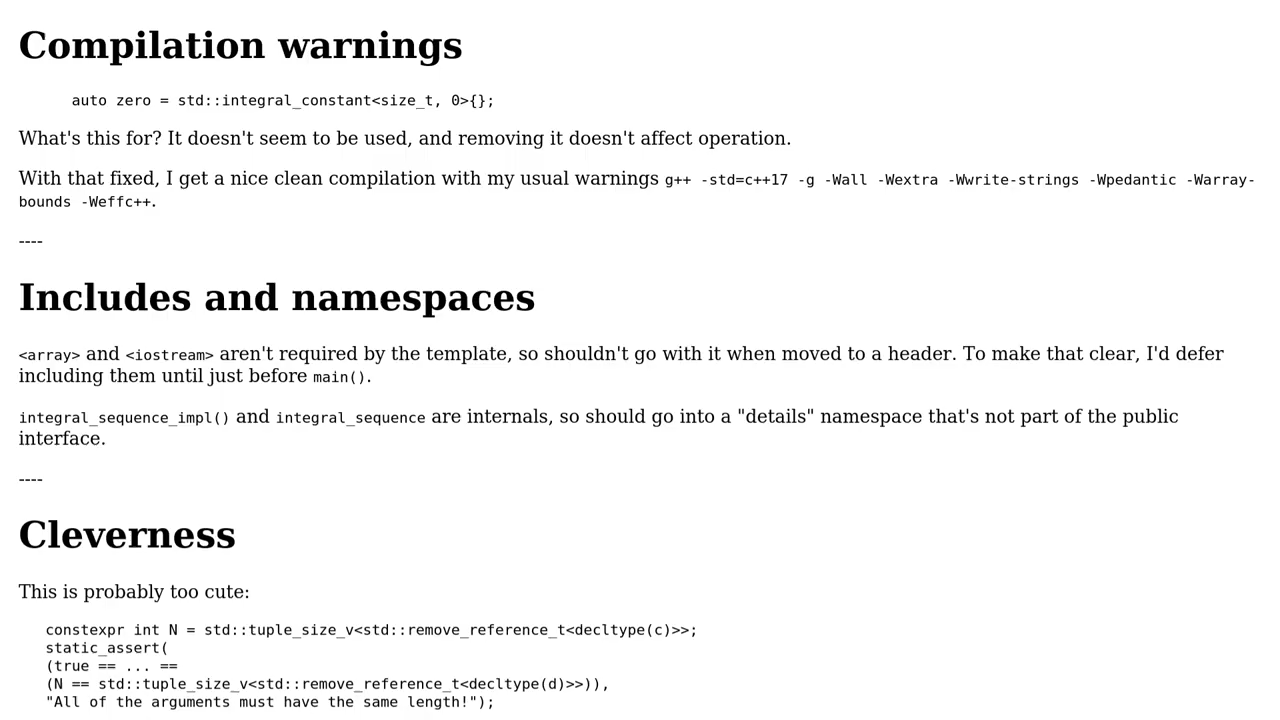 Compilation warnings
auto zero = std::integral_constant<size_t, 0>{};
What's this for? It doesn't seem to be used, and removing it doesn't affect operation.
With that fixed, I get a nice clean compilation with my usual warnings g++ -std=c++17 -g -Wall -Wextra -Wwrite-strings -Wpedantic -Warray-
bounds -Weffc++.
----
Includes and namespaces
<array> and <iostream> aren't required by the template, so shouldn't go with it when moved to a header. To make that clear, I'd defer
including them until just before main().
integral_sequence_impl() and integral_sequence are internals, so should go into a "details" namespace that's not part of the public
interface.
----
Cleverness
This is probably too cute:
constexpr int N = std::tuple_size_v<std::remove_reference_t<decltype(c)>>;
static_assert(
(true == ... ==
(N == std::tuple_size_v<std::remove_reference_t<decltype(d)>>)),
"All of the arguments must have the same length!");